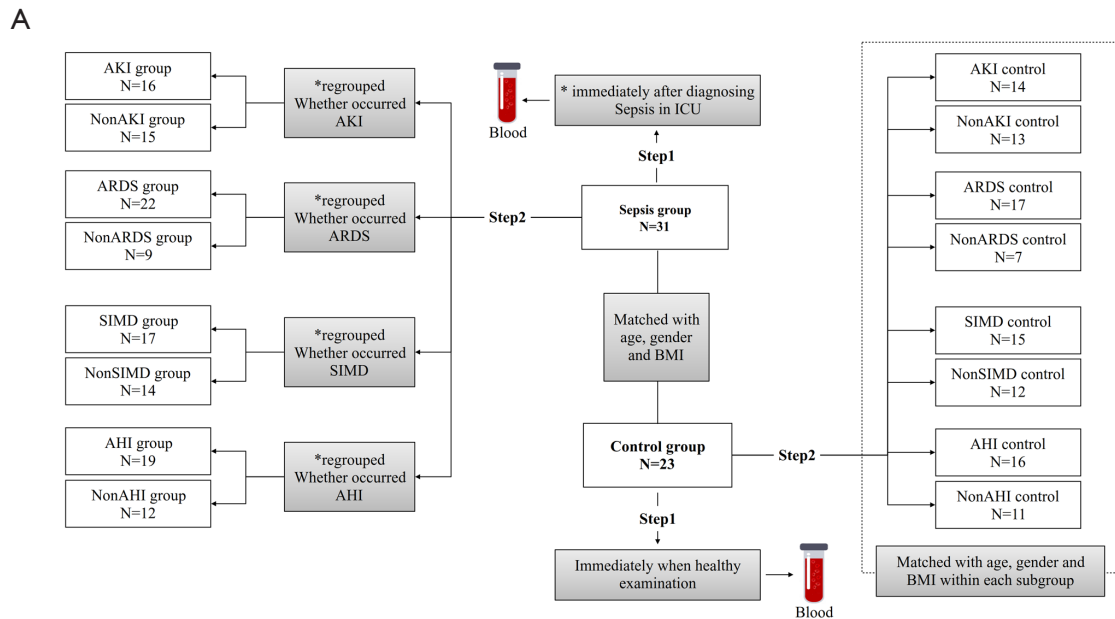 A
AKI group
N=16
NonAKI group
N=15
*regrouped
Whether occurred
AKI
ARDS group
N=22
NonARDS group
N=9
*regrouped
Whether occurred
ARDS
SIMD group
N=17
NonSIMD group
N=14
*regrouped
Whether occurred
SIMD
AHI group
N=19
NonAHI group
N=12
*regrouped
Whether occurred
AHI
Step2
Blood
* immediately after diagnosing
Sepsis in ICU
Step1
Sepsis group
N=31
Matched with
age, gender
and BMI
Control group
N=23
Step1
Immediately when healthy
examination
Blood
Step2
AKI control
N=14
NonAKI control
N=13
ARDS control
N=17
NonARDS control
N=7
SIMD control
N=15
NonSIMD control
N=12
AHI control
N=16
NonAHI control
N=11
Matched with age, gender and
BMI within each subgroup